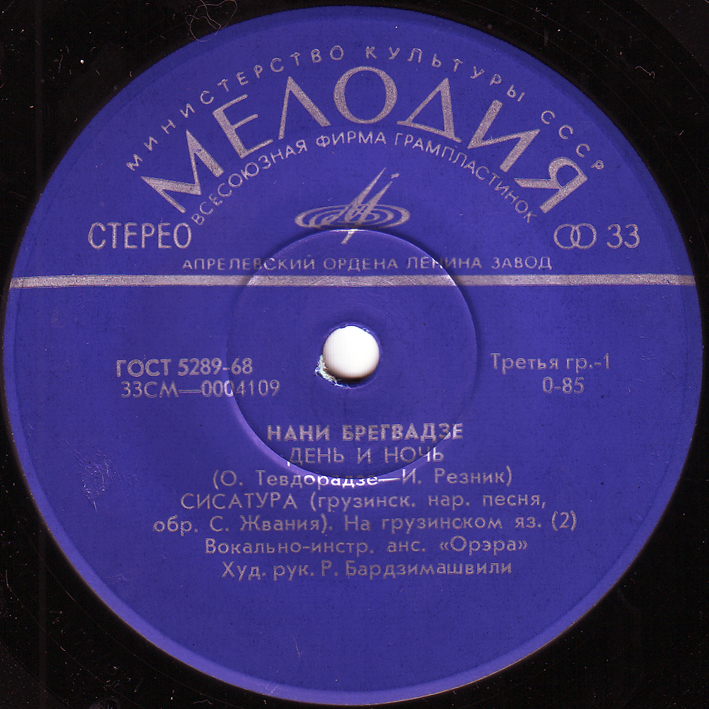 МИНИСТЕРСТВО КУЛЬТУРЫ СССР
МЕЛОДИЯ
ВСЕСОЮЗНАЯ ФИРМА ГРАМПЛАСТИНОК
СТЕРЕО
33
АПРЕЛЕВСКИЙ ОРДЕНА ЛЕНИНА ЗАВОД
ГОСТ 5289-68
33СМ—0004109
Третья гр.-1
0-85
НАНИ БРЕГВАДЗЕ
ДЕНЬ И НОЧЬ
(О. Тевдорадзе—И. Резник)
СИСАТУРА (грузинск. нар. песня,
обр. С. Жвания). На грузинском яз. (2)
Вокально-инстр. анс. «Орэра»
Худ. рук. Р. Бардзимашвили